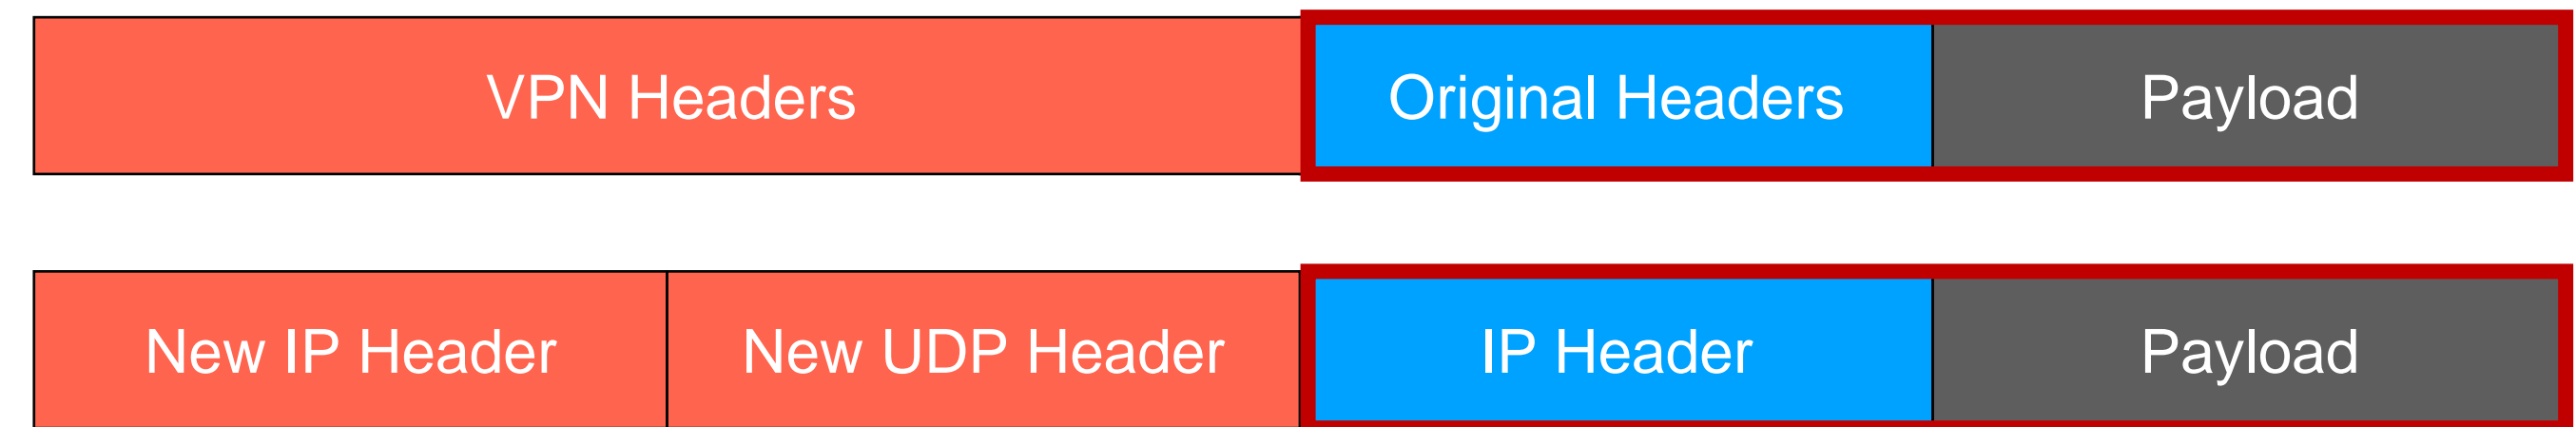 VPN Headers Original Headers Payload
New IP Header New UDP Header IP Header Payload